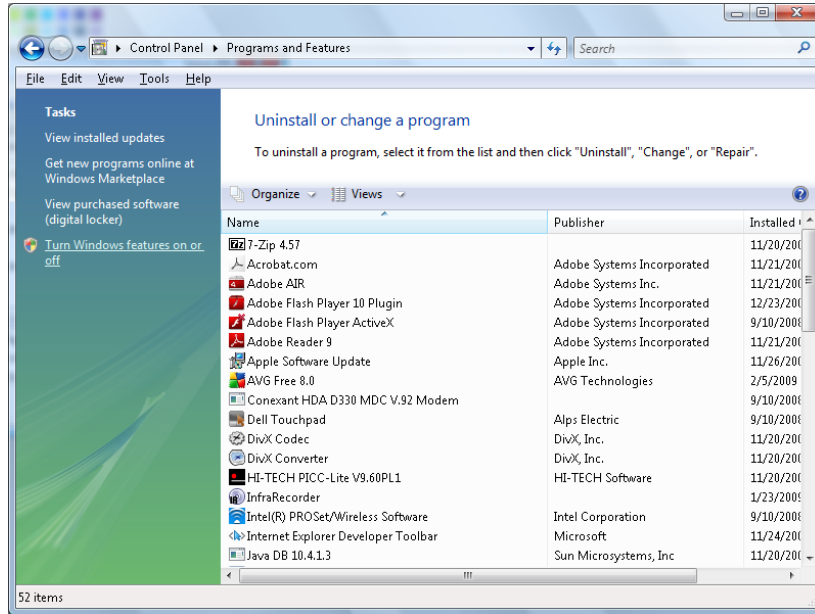 Control Panel ▸ Programs and Features
Search
File Edit View Tools Help
Tasks
View installed updates
Get new programs online at
Windows Marketplace
View purchased software
(digital locker)
Turn Windows features on or
off
Uninstall or change a program
To uninstall a program, select it from the list and then click "Uninstall", "Change", or "Repair".
Organize Views
Name Publisher Installed
7-Zip 4.57 11/20/200
Acrobat.com Adobe Systems Incorporated 11/21/200
Adobe AIR Adobe Systems Inc. 11/21/200
Adobe Flash Player 10 Plugin Adobe Systems Incorporated 12/23/200
Adobe Flash Player ActiveX Adobe Systems Incorporated 9/10/2008
Adobe Reader 9 Adobe Systems Incorporated 11/21/200
Apple Software Update Apple Inc. 11/26/200
AVG Free 8.0 AVG Technologies 2/5/2009
Conexant HDA D330 MDC V.92 Modem 9/10/2008
Dell Touchpad Alps Electric 9/10/2008
DivX Codec DivX, Inc. 11/20/200
DivX Converter DivX, Inc. 11/20/200
HI-TECH PICC-Lite V9.60PL1 HI-TECH Software 11/20/200
InfraRecorder 1/23/2009
Intel(R) PROSet/Wireless Software Intel Corporation 9/10/2008
Internet Explorer Developer Toolbar Microsoft 11/24/200
Java DB 10.4.1.3 Sun Microsystems, Inc 11/20/200
52 items